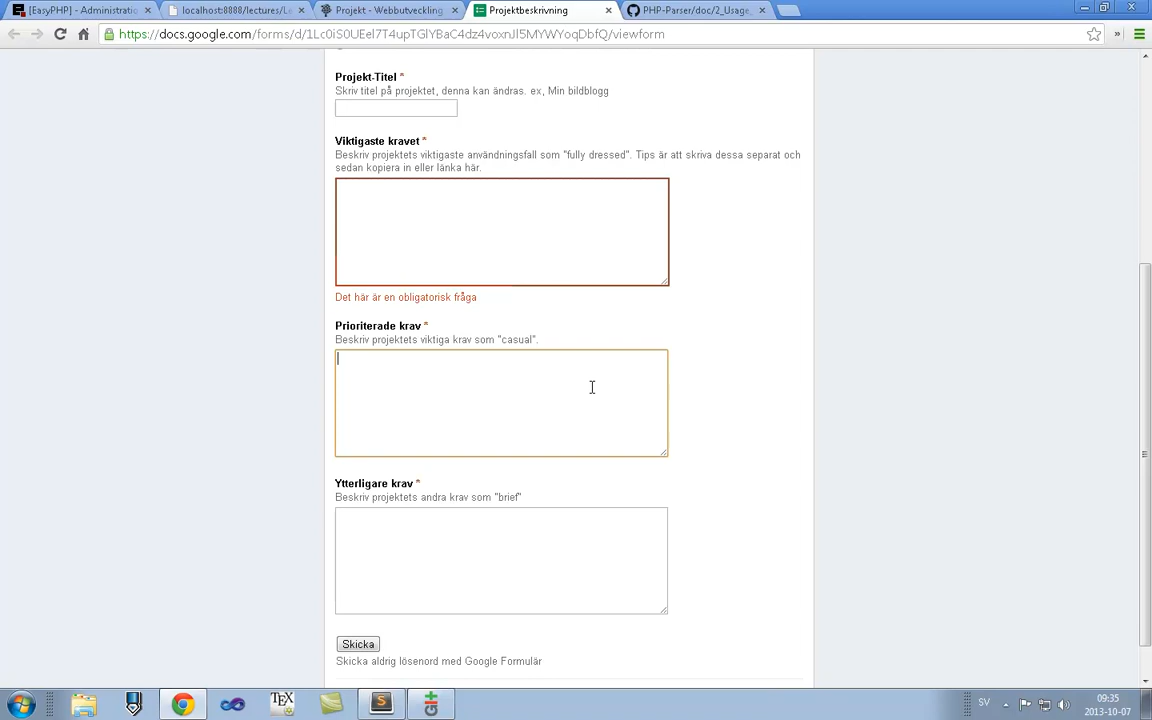 [EasyPHP] - Administratio
localhost:8888/lectures/Le
Projekt - Webbutveckling
Projektbeskrivning
PHP-Parser/doc/2_Usage_
https://docs.google.com/forms/d/1Lc0iS0UEel7T4upTGlYBaC4dz4voxnJl5MYWYoqDbfQ/viewform
Projekt-Titel *
Skriv titel på projektet, denna kan ändras. ex, Min bildblogg
Viktigaste kravet *
Beskriv projektets viktigaste användningsfall som "fully dressed". Tips är att skriva dessa separat och
sedan kopiera in eller länka här.
Det här är en obligatorisk fråga
Prioriterade krav *
Beskriv projektets viktiga krav som "casual".
Ytterligare krav *
Beskriv projektets andra krav som "brief"
Skicka
Skicka aldrig lösenord med Google Formulär
TEX
S
SV
09:35
2013-10-07